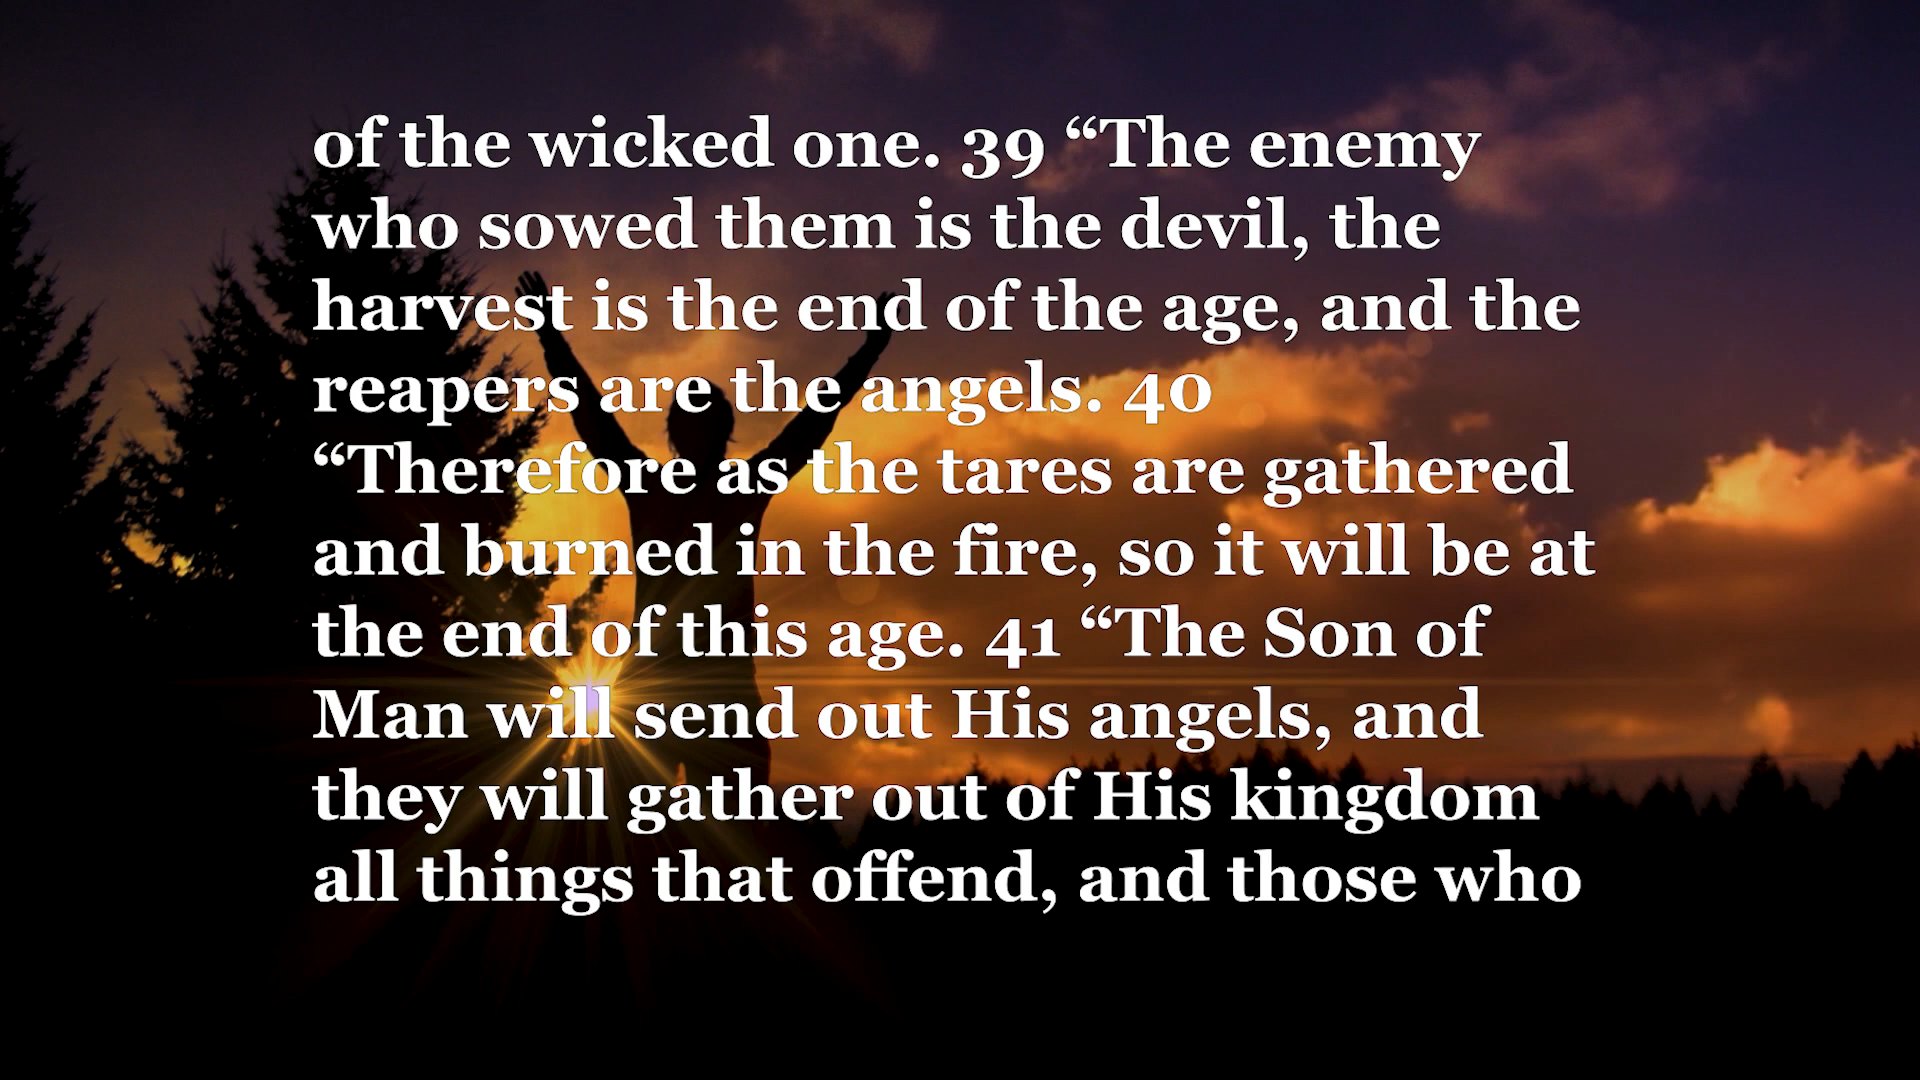 of the wicked one. 39 “The enemy
who sowed them is the devil, the
harvest is the end of the age, and the
reapers are the angels. 40
“Therefore as the tares are gathered
and burned in the fire, so it will be at
the end of this age. 41 “The Son of
Man will send out His angels, and
they will gather out of His kingdom
all things that offend, and those who